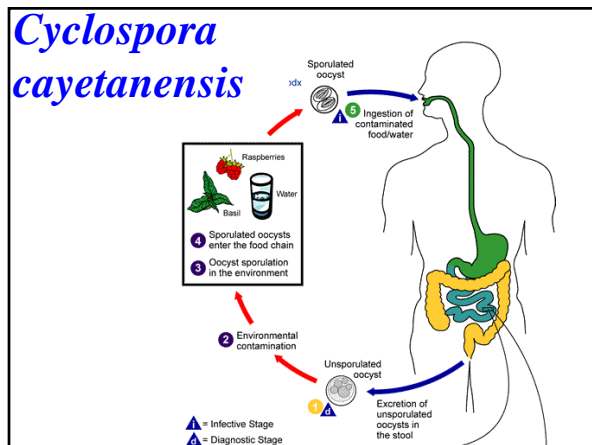 Cyclospora
cayetanensis
Sporulated
oocyst
›dx
i
5
Ingestion of
contaminated
food/water
Raspberries
Water
Basil
4 Sporulated oocysts
enter the food chain
3 Oocyst sporulation
in the environment
2 Environmental
contamination
Unsporulated
oocyst
1
d
Excretion of
unsporulated
oocysts in
the stool
i = Infective Stage
d = Diagnostic Stage